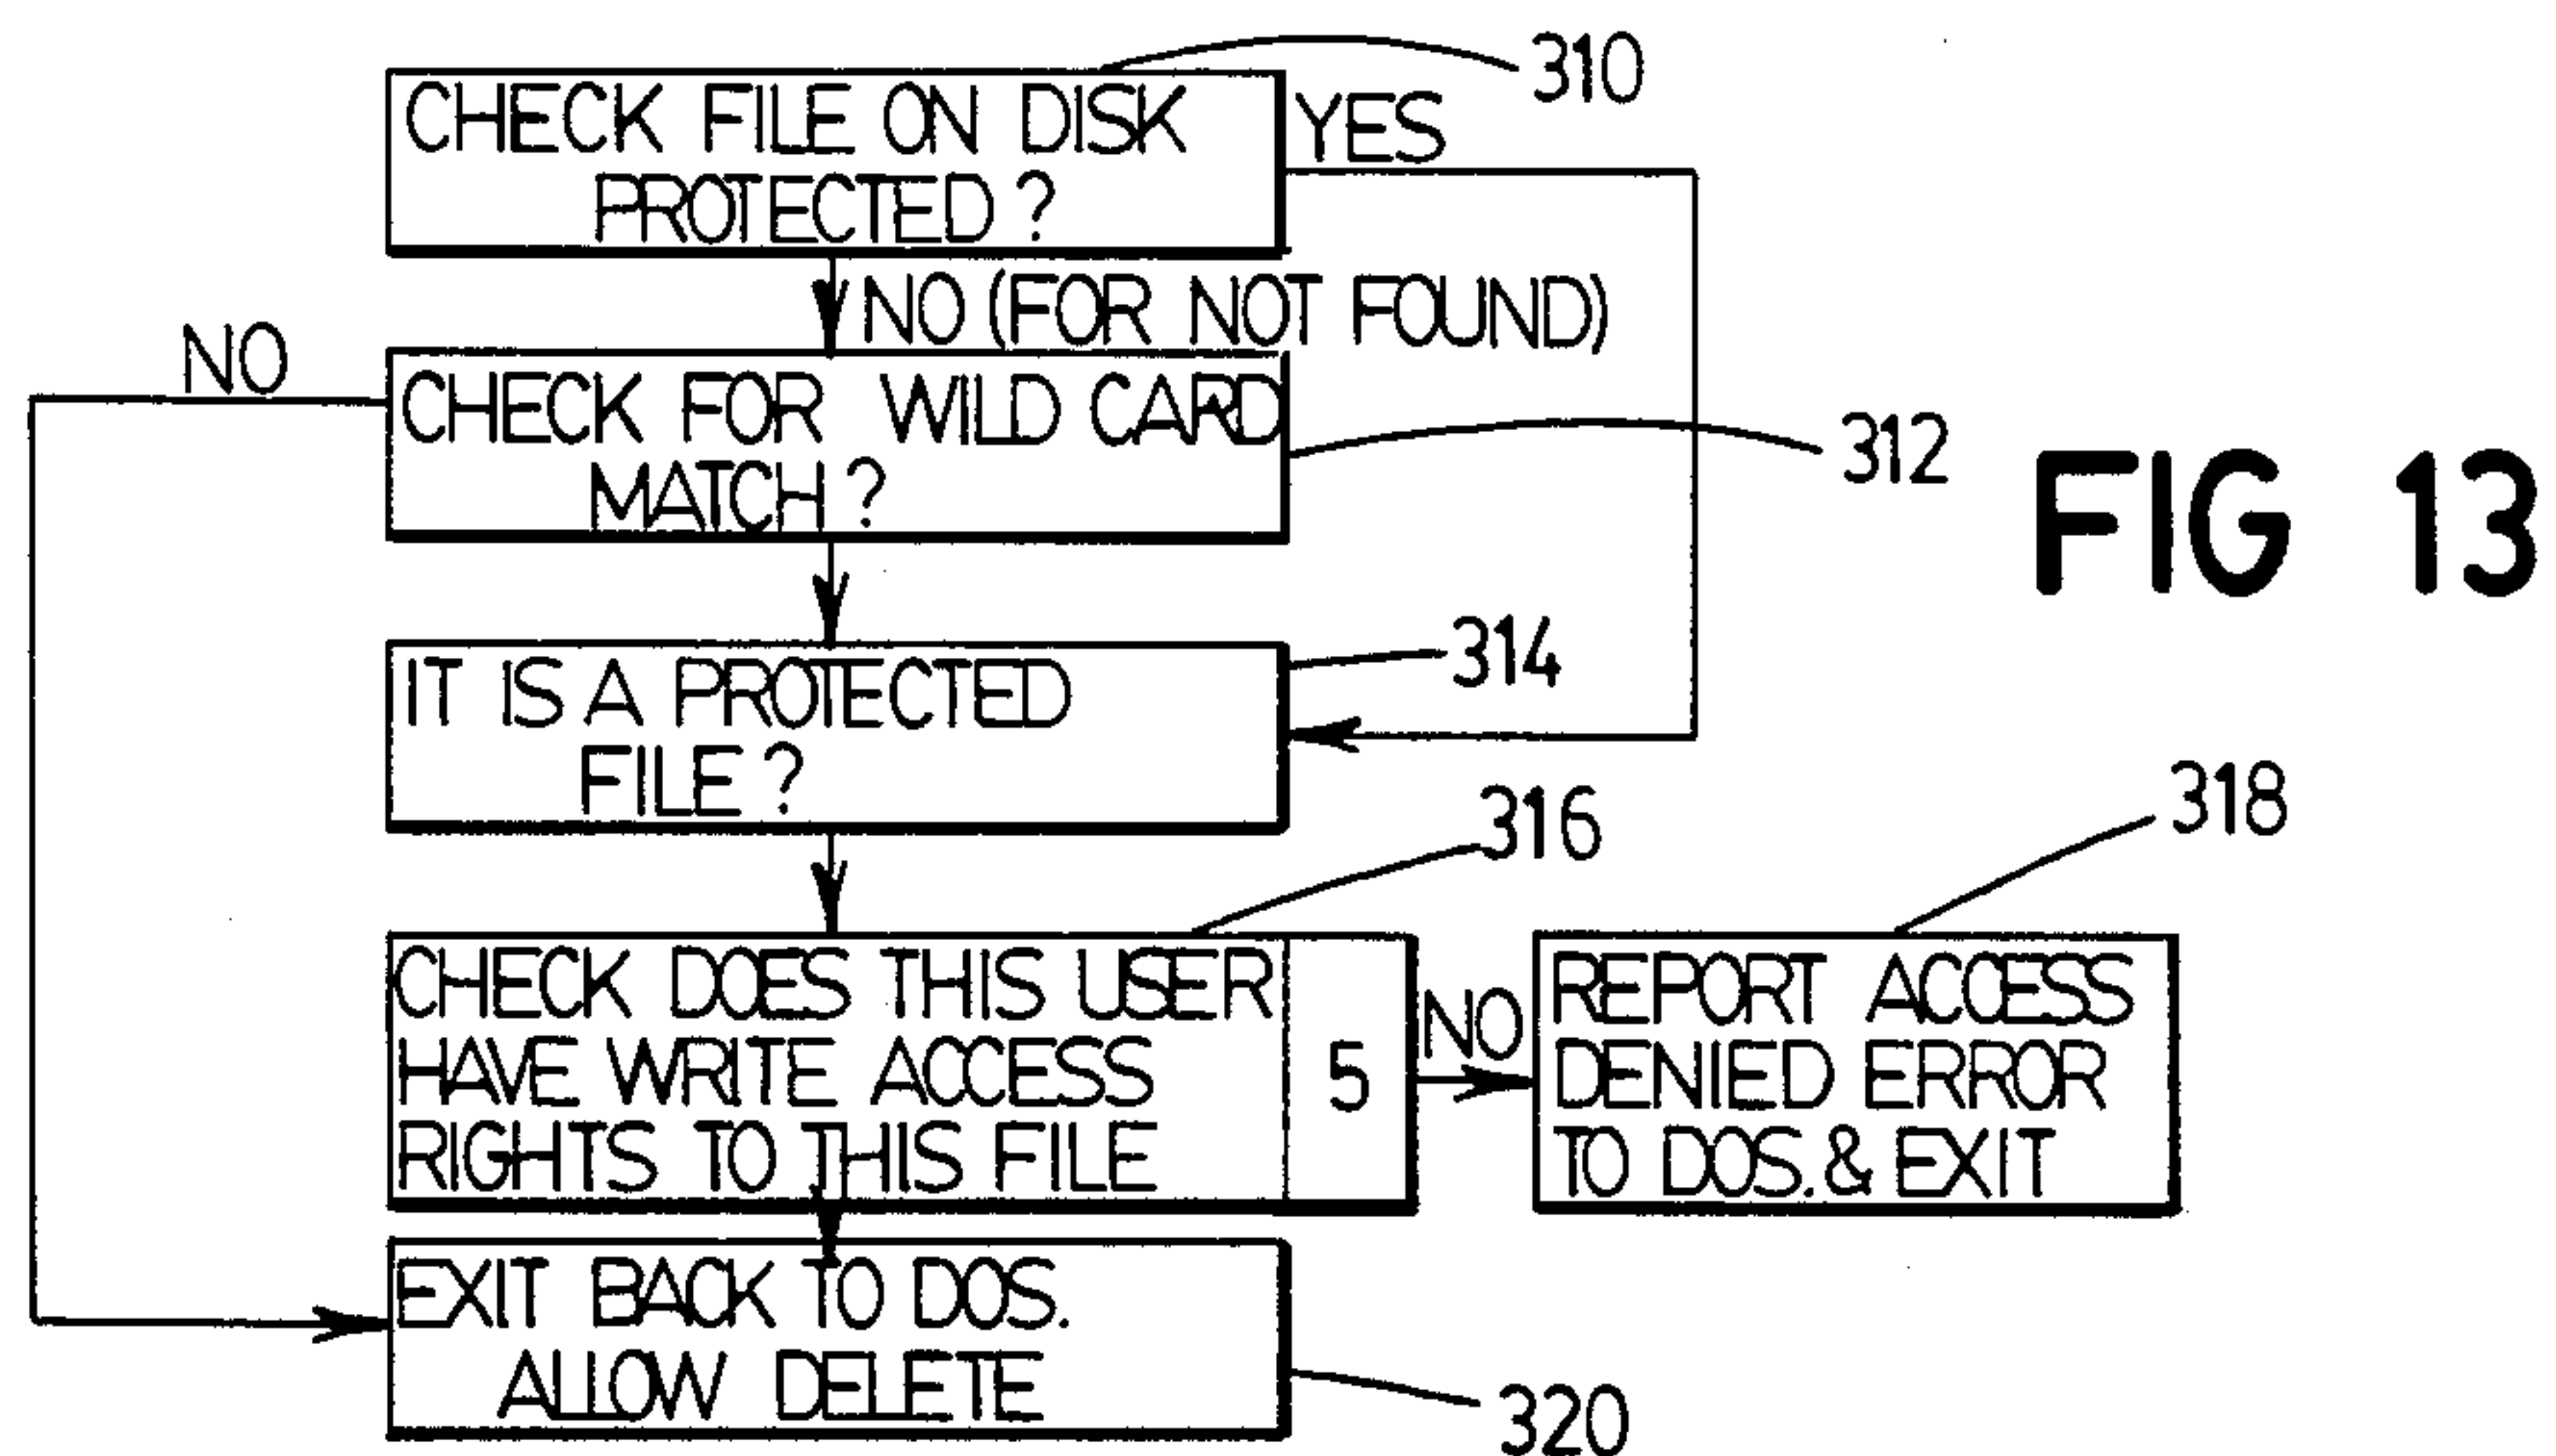 310
CHECK FILE ON DISK
PROTECTED?
YES
NO (FOR NOT FOUND)
NO
CHECK FOR WILD CARD
MATCH?
312
FIG 13
IT IS A PROTECTED
FILE?
314
316
318
CHECK DOES THIS USER
HAVE WRITE ACCESS
RIGHTS TO THIS FILE
5
NO
REPORT ACCESS
DENIED ERROR
TO DOS.& EXIT
EXIT BACK TO DOS.
ALLOW DELETE
320